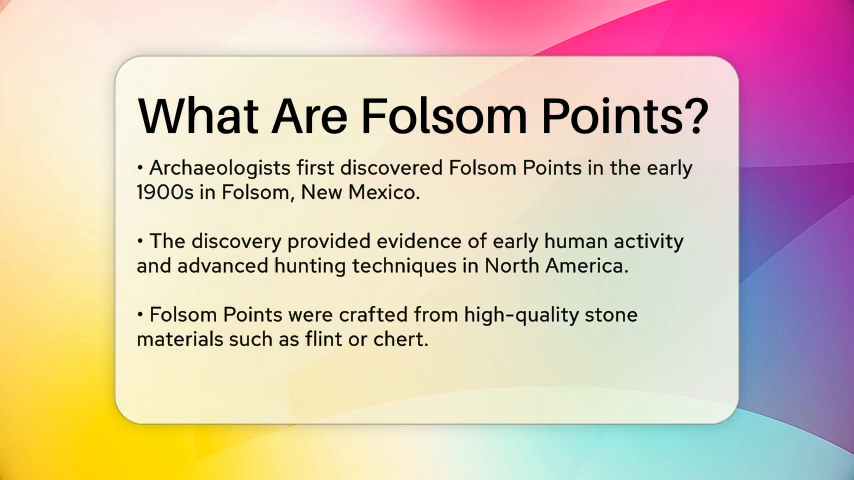 What Are Folsom Points?
• Archaeologists first discovered Folsom Points in the early
1900s in Folsom, New Mexico.
• The discovery provided evidence of early human activity
and advanced hunting techniques in North America.
• Folsom Points were crafted from high-quality stone
materials such as flint or chert.